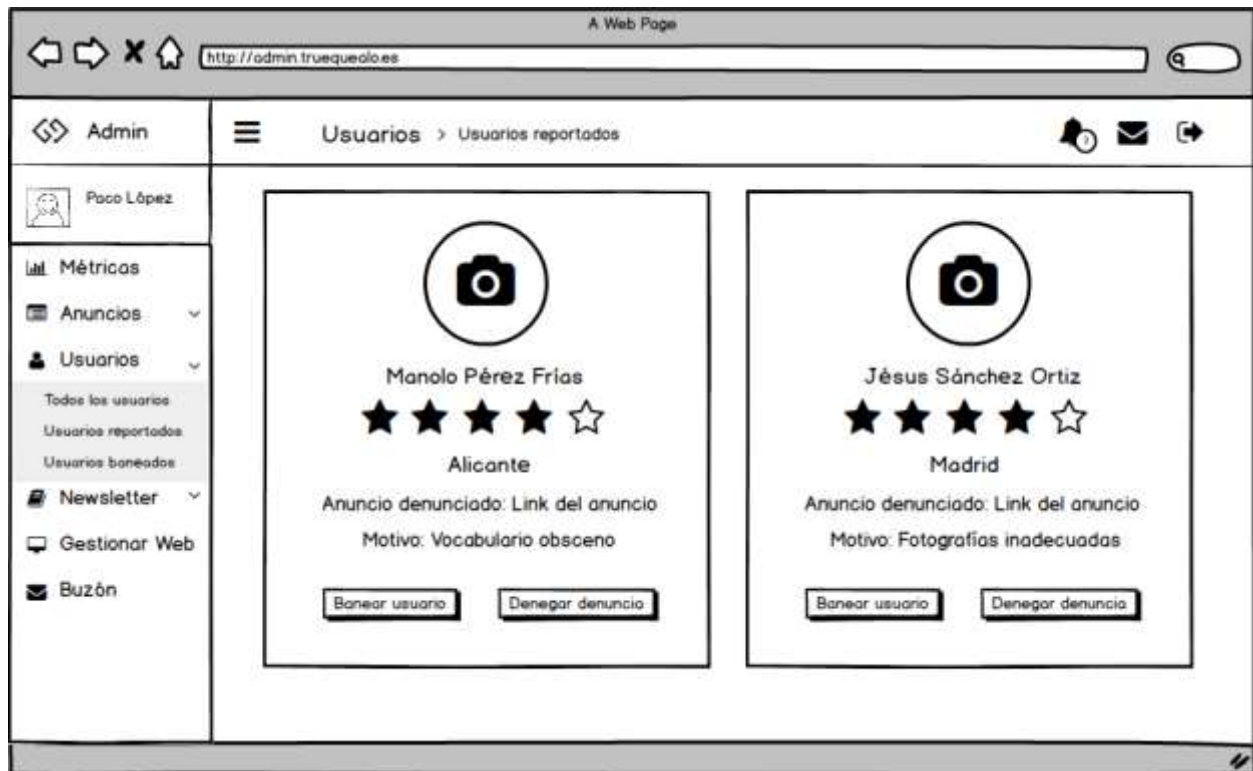 A Web Page
http://admin.truequealo.es
Admin
Usuarios > Usuarios reportados
Paco López
Métricas
Anuncios
Usuarios
Todos los usuarios
Usuarios reportados
Usuarios baneados
Newsletter
Gestionar Web
Buzón
Manolo Pérez Frías
Alicante
Anuncio denunciado: Link del anuncio
Motivo: Vocabulario obsceno
Banear usuario
Denegar denuncia
Jésus Sánchez Ortiz
Madrid
Anuncio denunciado: Link del anuncio
Motivo: Fotografías inadecuadas
Banear usuario
Denegar denuncia